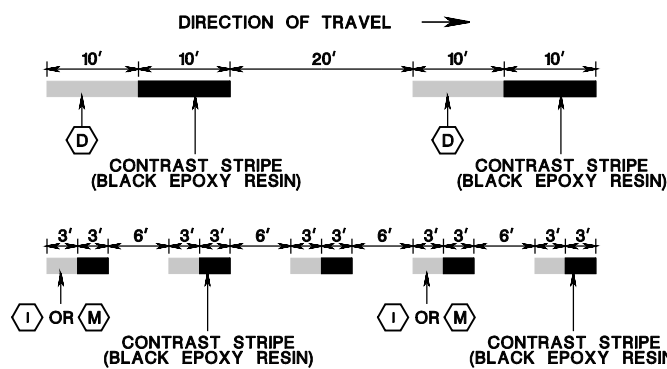 DIRECTION OF TRAVEL
10' 10' 20' 10' 10'
D D
CONTRAST STRIPE
(BLACK EPOXY RESIN)
CONTRAST STRIPE
(BLACK EPOXY RESIN)
3' 3' 6' 3' 3' 6' 3' 3' 6' 3' 3' 6' 3' 3'
I OR M
I OR M
CONTRAST STRIPE
(BLACK EPOXY RESIN)
CONTRAST STRIPE
(BLACK EPOXY RESIN